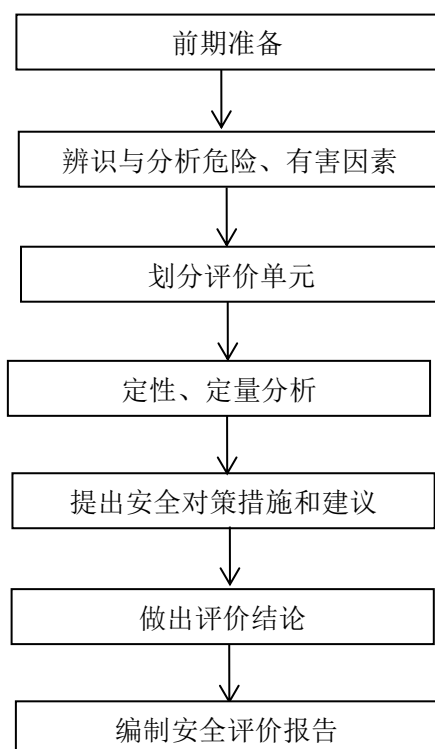 前期准备
辨识与分析危险、有害因素
划分评价单元
定性、定量分析
提出安全对策措施和建议
做出评价结论
编制安全评价报告